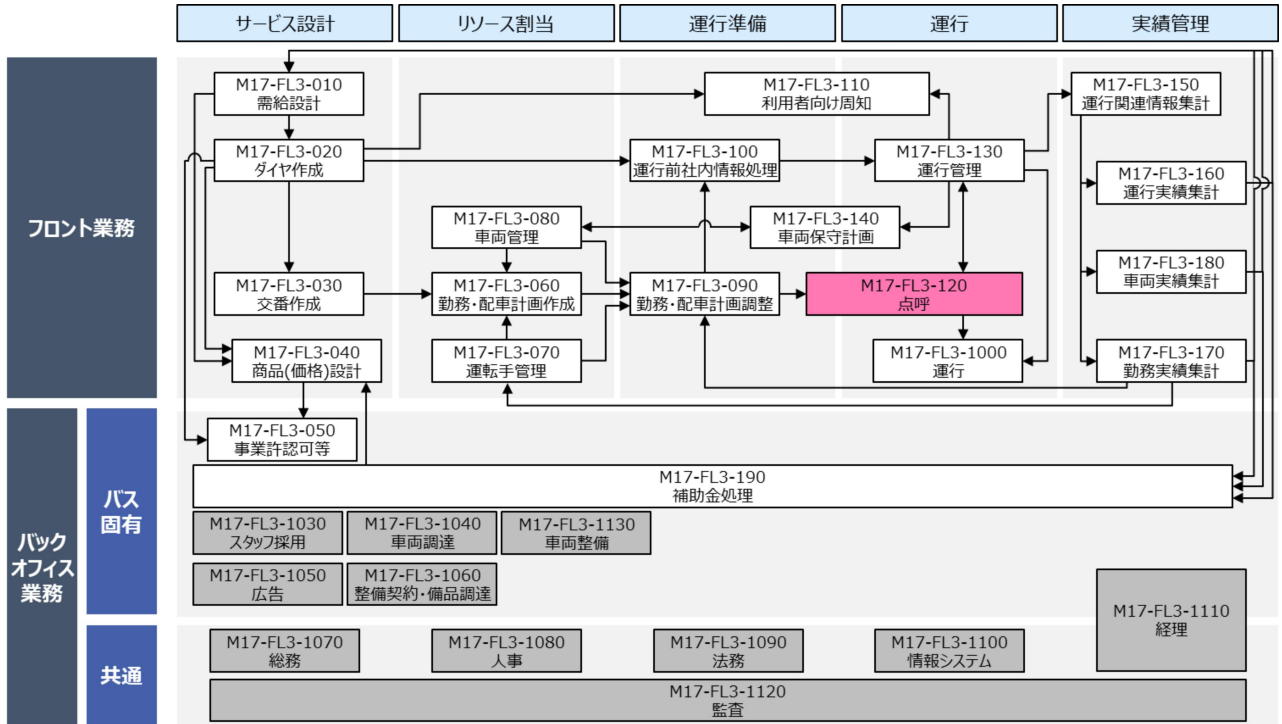 サービス設計
リソース割当
運行準備
運行
実績管理
フロント業務
M17-FL3-010
需給設計
M17-FL3-110
利用者向け周知
M17-FL3-150
運行関連情報集計
M17-FL3-020
ダイヤ作成
M17-FL3-100
運行前社内情報処理
M17-FL3-130
運行管理
M17-FL3-160
運行実績集計
M17-FL3-080
車両管理
M17-FL3-140
車両保守計画
M17-FL3-030
交番作成
M17-FL3-060
勤務・配車計画作成
M17-FL3-090
勤務・配車計画調整
M17-FL3-120
点呼
M17-FL3-180
車両実績集計
M17-FL3-040
商品(価格)設計
M17-FL3-070
運転手管理
M17-FL3-1000
運行
M17-FL3-170
勤務実績集計
バック
オフィス
業務
バス
固有
M17-FL3-050
事業許認可等
M17-FL3-190
補助金処理
M17-FL3-1030
スタッフ採用
M17-FL3-1040
車両調達
M17-FL3-1130
車両整備
M17-FL3-1050
広告
M17-FL3-1060
整備契約・備品調達
M17-FL3-1110
経理
共通
M17-FL3-1070
総務
M17-FL3-1080
人事
M17-FL3-1090
法務
M17-FL3-1100
情報システム
M17-FL3-1120
監査